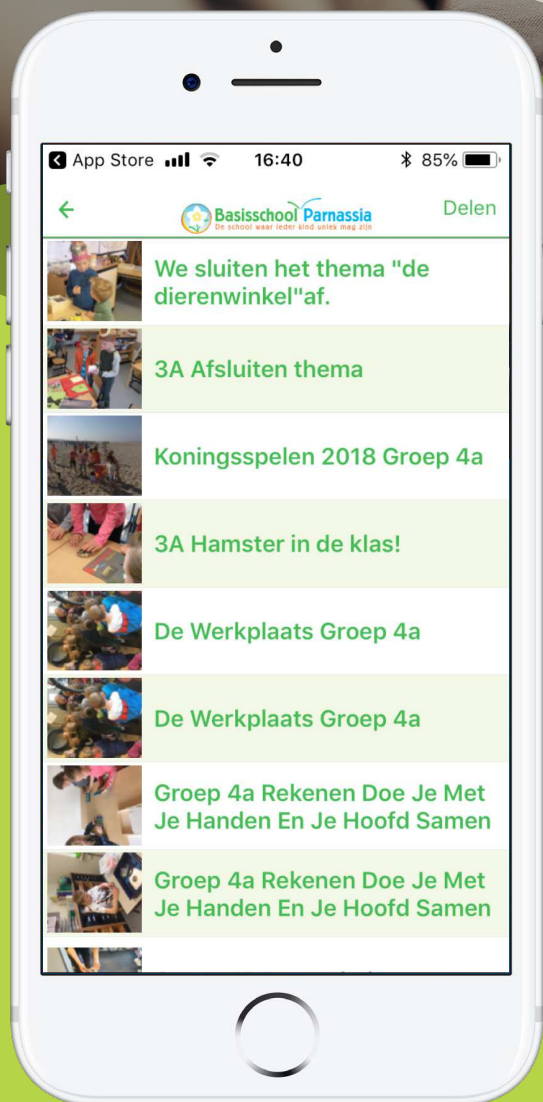 App Store
16:40
85%
Basisschool Parnassia
De school waar ieder kind uniek mag zijn
Delen
We sluiten het thema "de
dierenwinkel"af.
3A Afsluiten thema
Koningsspelen 2018 Groep 4a
3A Hamster in de klas!
De Werkplaats Groep 4a
De Werkplaats Groep 4a
Groep 4a Rekenen Doe Je Met
Je Handen En Je Hoofd Samen
Groep 4a Rekenen Doe Je Met
Je Handen En Je Hoofd Samen